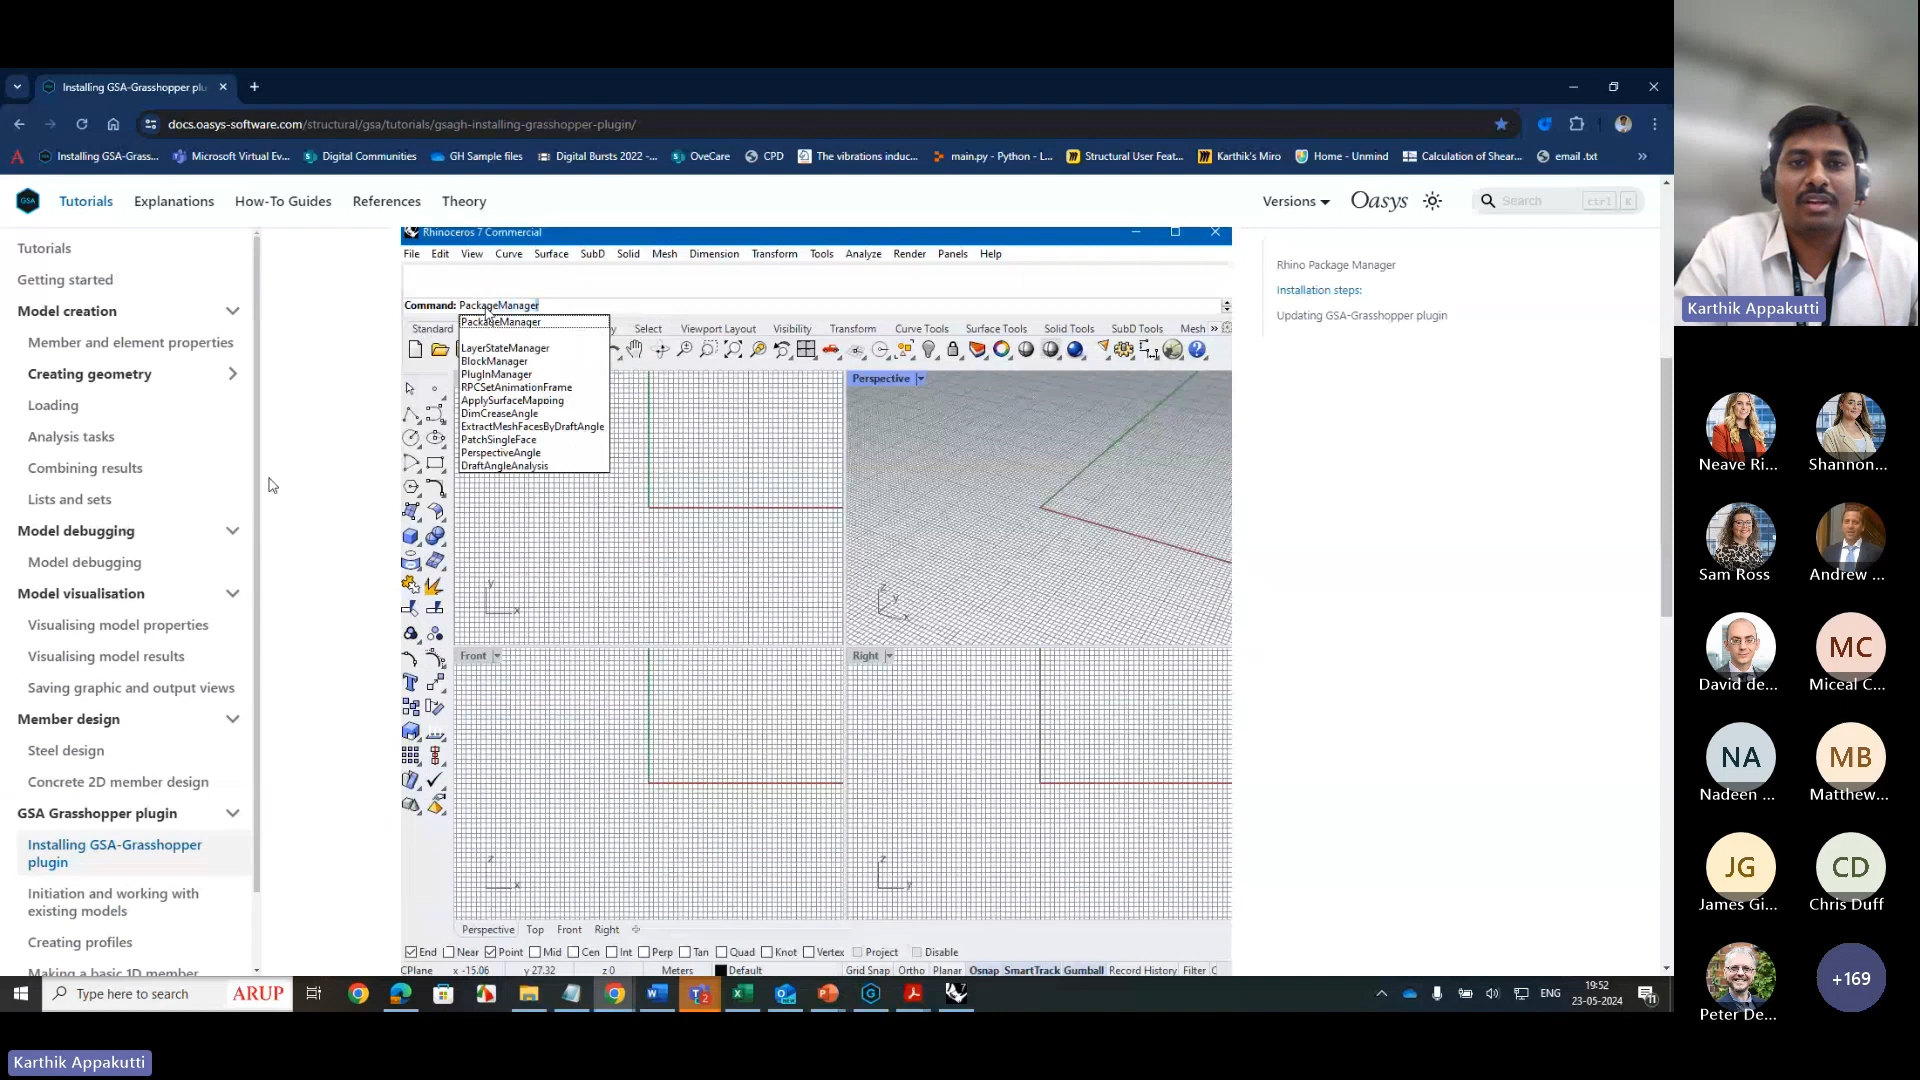 Installing GSA-Grasshopper plu
docs.oasys-software.com/structural/gsa/tutorials/gsagh-installing-grasshopper-plugin/
Installing GSA-Grass...
Microsoft Virtual Ev...
Digital Communities
GH Sample files
Digital Bursts 2022 -...
OveCare
CPD
The vibrations induc...
main.py - Python - L...
Structural User Feat...
Karthik's Miro
Home - Unmind
Calculation of Shear...
email .txt
GSA
Tutorials
Explanations
How-To Guides
References
Theory
Versions
Oasys
Search
ctrl
K
Tutorials
Getting started
Model creation
Member and element properties
Creating geometry
Loading
Analysis tasks
Combining results
Lists and sets
Model debugging
Model debugging
Model visualisation
Visualising model properties
Visualising model results
Saving graphic and output views
Member design
Steel design
Concrete 2D member design
GSA Grasshopper plugin
Installing GSA-Grasshopper
plugin
Initiation and working with
existing models
Creating profiles
Making a basic 1D member
Rhinoceros 7 Commercial
File Edit View Curve Surface SubD Solid Mesh Dimension Transform Tools Analyze Render Panels Help
Command: PackageManager
PackageManager
LayerStateManager
BlockManager
PlugInManager
RPCSetAnimationFrame
ApplySurfaceMapping
DimCreaseAngle
ExtractMeshFacesByDraftAngle
PatchSingleFace
PerspectiveAngle
DraftAngleAnalysis
Standard
y Select Viewport Layout Visibility Transform Curve Tools Surface Tools Solid Tools SubD Tools Mesh »
Perspective
y
x
z
y
x
Front
Right
z
x
z
y
Perspective Top Front Right
End Near Point Mid Cen Int Perp Tan Quad Knot Vertex Project Disable
CPlane x -15.06 y 27.32 z 0 Meters Default Grid Snap Ortho Planar Osnap SmartTrack Gumball Record History Filter C
Rhino Package Manager
Installation steps:
Updating GSA-Grasshopper plugin
Type here to search
ARUP
ENG
19:52
23-05-2024
11
Karthik Appakutti
Karthik Appakutti
Neave Ri...
Shannon...
Sam Ross
Andrew ...
David de...
MC
Miceal C...
NA
Nadeen ...
MB
Matthew...
JG
James Gi...
CD
Chris Duff
Peter De...
+169